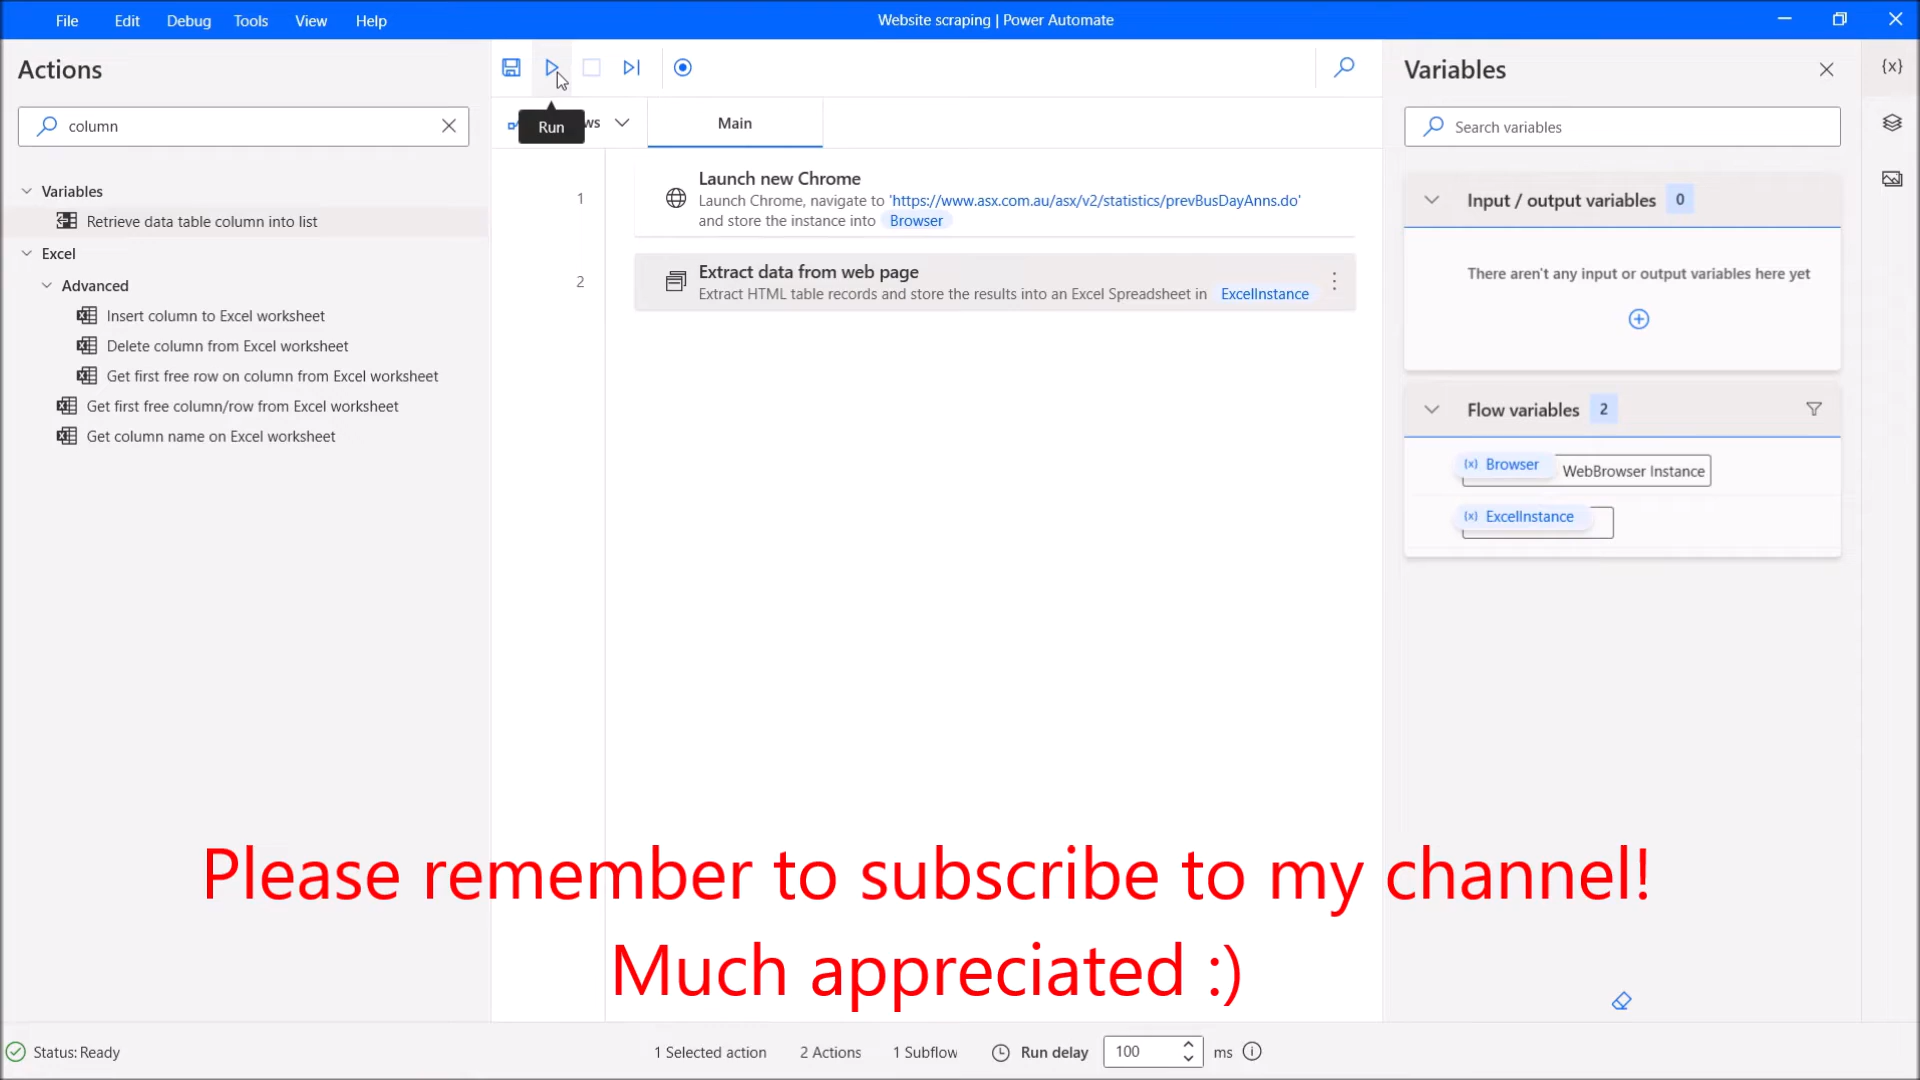 File Edit Debug Tools View Help
Website scraping | Power Automate
Actions
column
Variables
Retrieve data table column into list
Excel
Advanced
Insert column to Excel worksheet
Delete column from Excel worksheet
Get first free row on column from Excel worksheet
Get first free column/row from Excel worksheet
Get column name on Excel worksheet
Run
ws
Main
1
Launch new Chrome
Launch Chrome, navigate to 'https://www.asx.com.au/asx/v2/statistics/prevBusDayAnns.do'
and store the instance into Browser
2
Extract data from web page
Extract HTML table records and store the results into an Excel Spreadsheet in ExcelInstance
Variables
{x}
Search variables
Input / output variables 0
There aren't any input or output variables here yet
Flow variables 2
(x) Browser WebBrowser Instance
(x) ExcelInstance
Please remember to subscribe to my channel!
Much appreciated :)
Status: Ready
1 Selected action 2 Actions 1 Subflow Run delay 100 ms